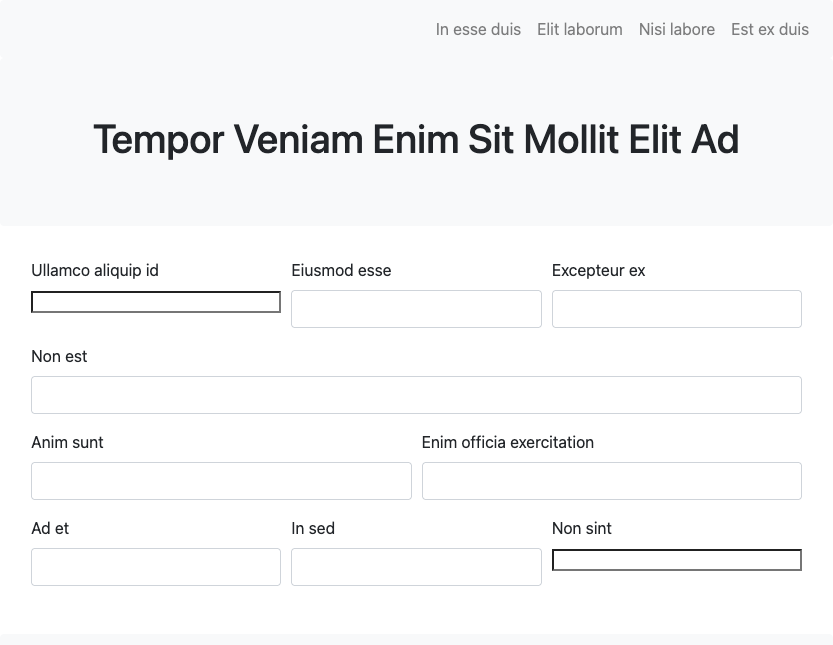 In esse duis Elit laborum Nisi labore Est ex duis
Tempor Veniam Enim Sit Mollit Elit Ad
Ullamco aliquip id Eiusmod esse Excepteur ex
Non est
Anim sunt Enim officia exercitation
Ad et In sed Non sint